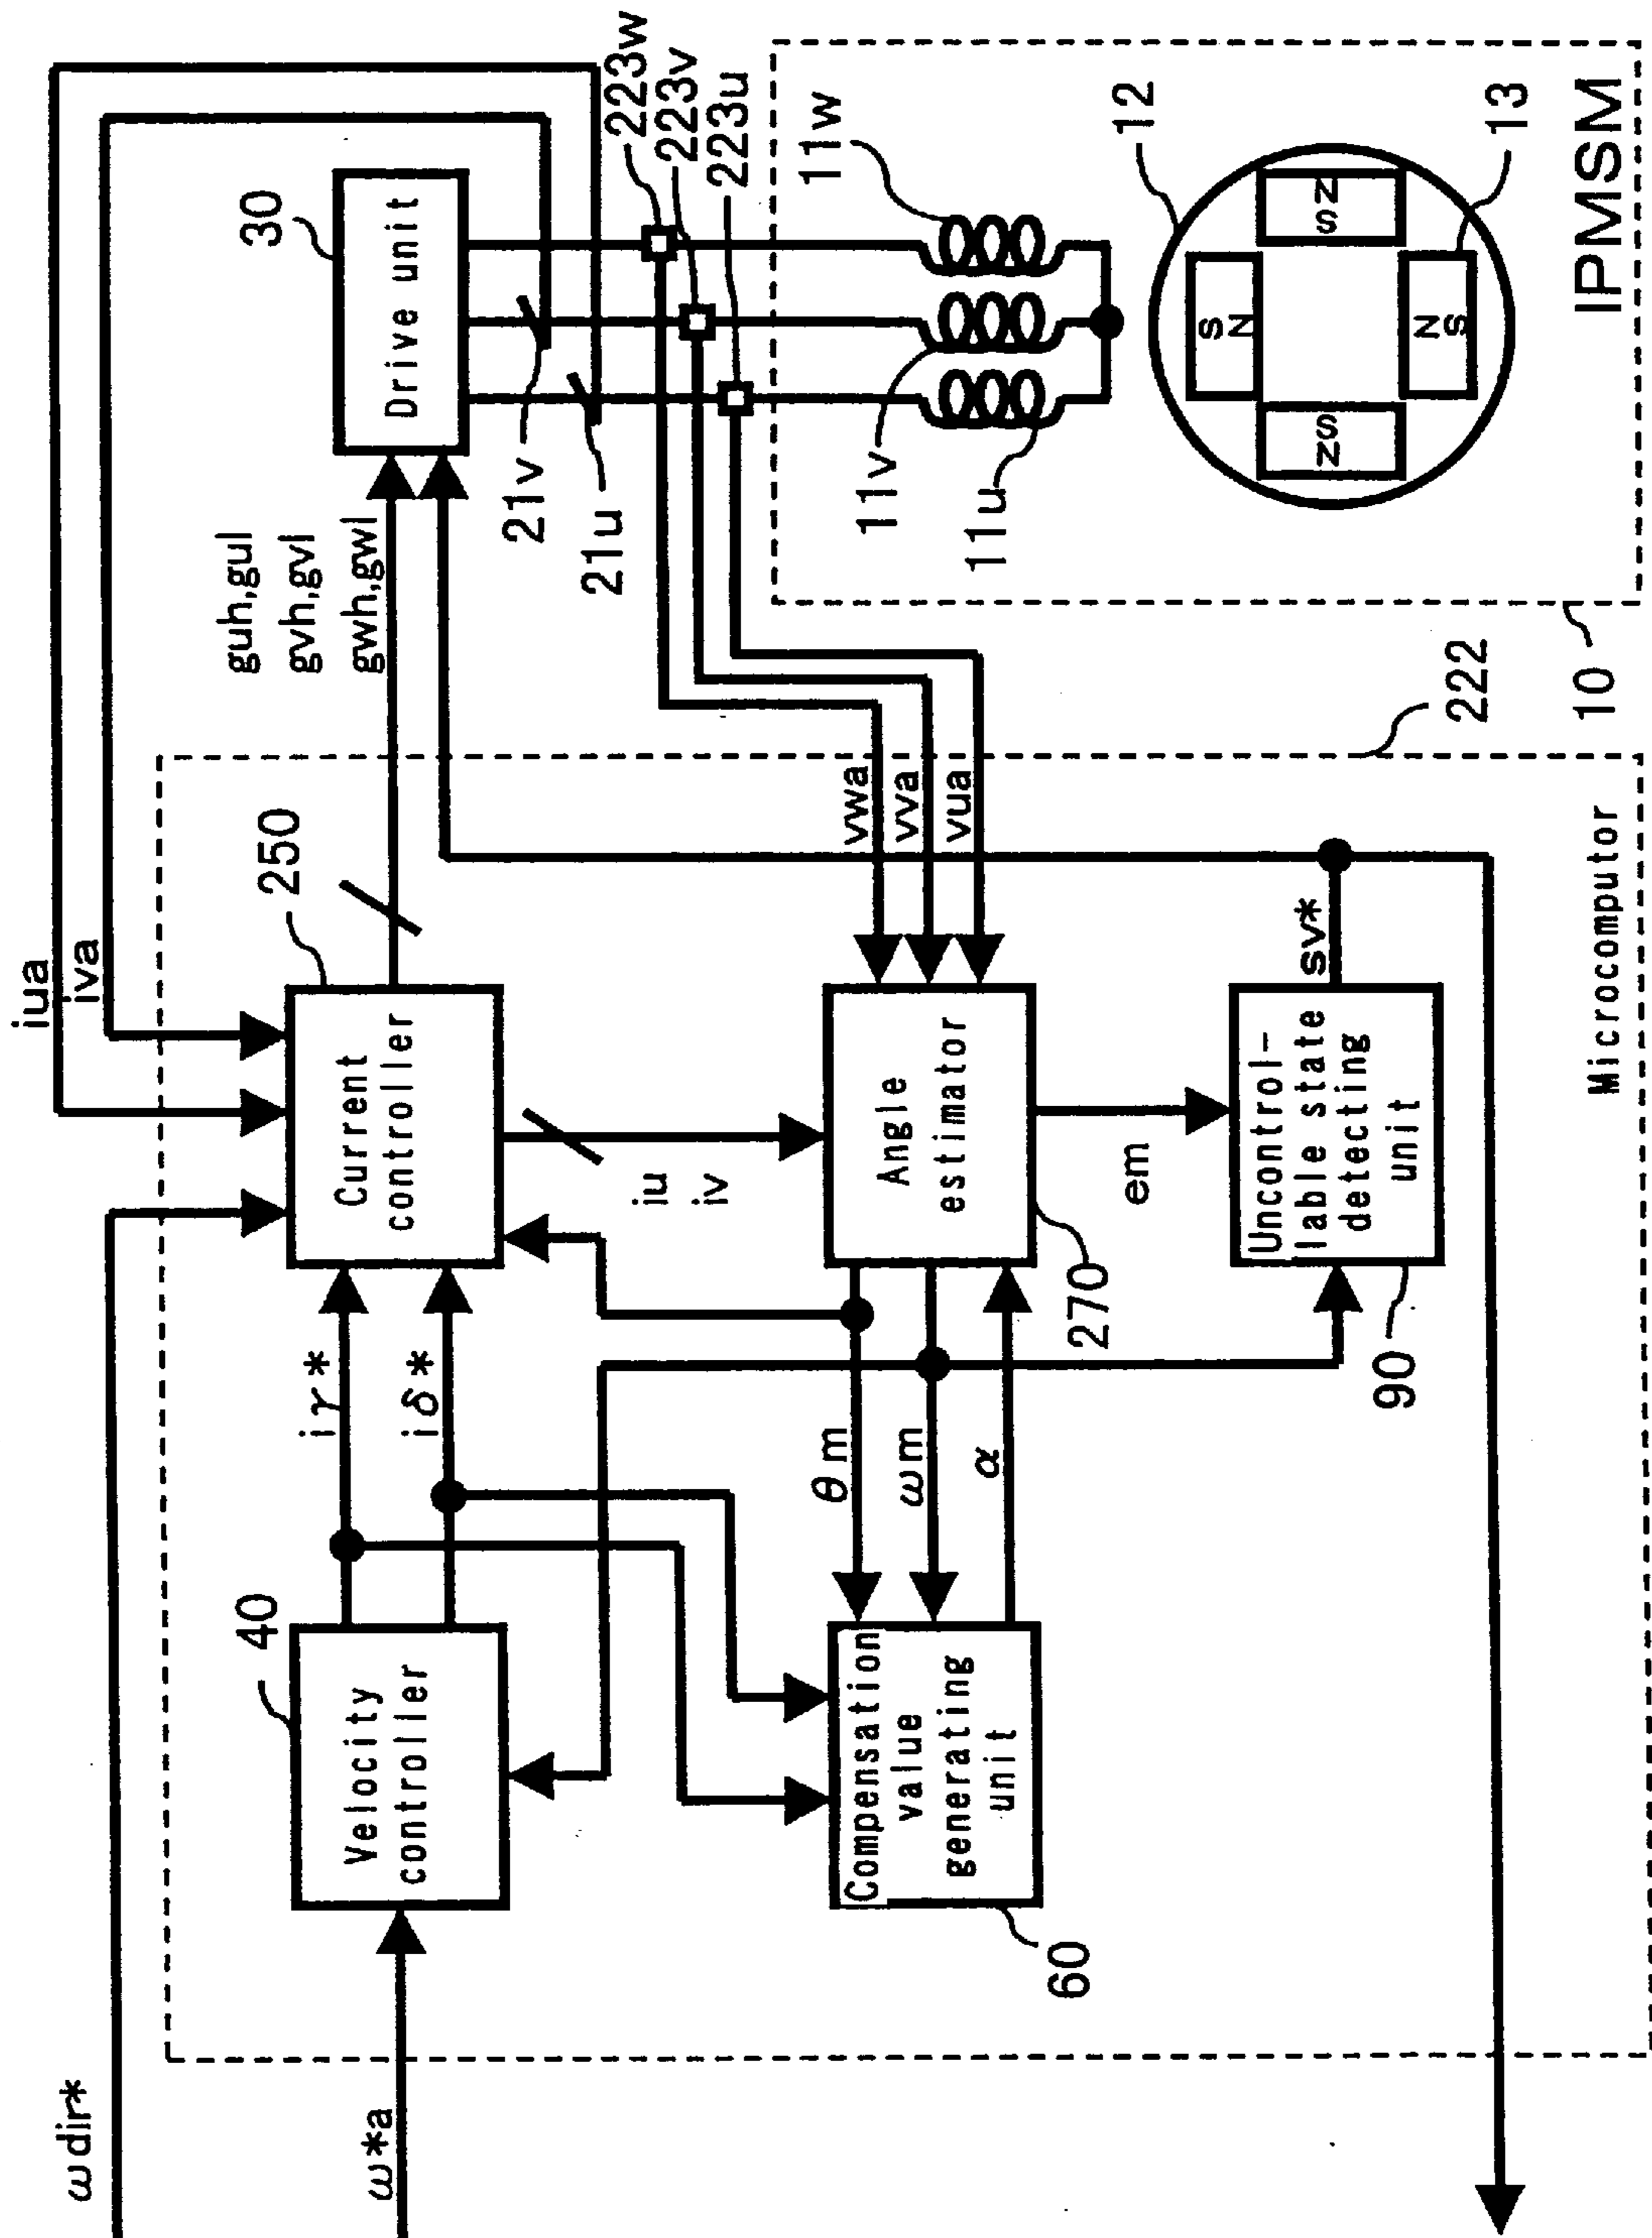 ωdir*
ω*a
iua
iva
40
Velocity
controller
iγ*
iδ*
250
Current
controller
guh,gul
gvh,gvl
gwh,gwl
30
Drive unit
21v
21u
223w
223v
223u
iu
iv
60
Compensation
value
generating
unit
θm
ωm
α
270
Angle
estimator
vwa
vva
vua
em
90
Uncontrol-
lable state
detecting
unit
sv*
Microcomputor
222
10
11w
11v
11u
12
13
S
N
S
N
N
S
N
S
IPMSM